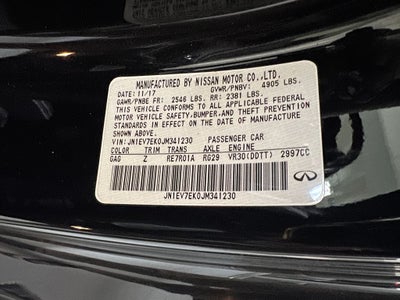 MANUFACTURED BY NISSAN MOTOR CO.,LTD.
DATE: 11/17 GVWR/PNBV: 4905 LBS.
GAWR/PNBE FR: 2546 LBS. RR: 2381 LBS.
THIS VEHICLE CONFORMS TO ALL APPLICABLE FEDERAL
MOTOR VEHICLE SAFETY,BUMPER,AND THEFT PREVENTION
STANDARDS IN EFFECT ON THE DATE OF MANUFACTURE
SHOWN ABOVE.
VIN: JN1EV7EK0JM341230 PASSENGER CAR
COLOR TRIM TRANS AXLE ENGINE
GAG Z RE7R01A RG29 VR30(DDTT) 2997CC
JN1EV7EK0JM341230